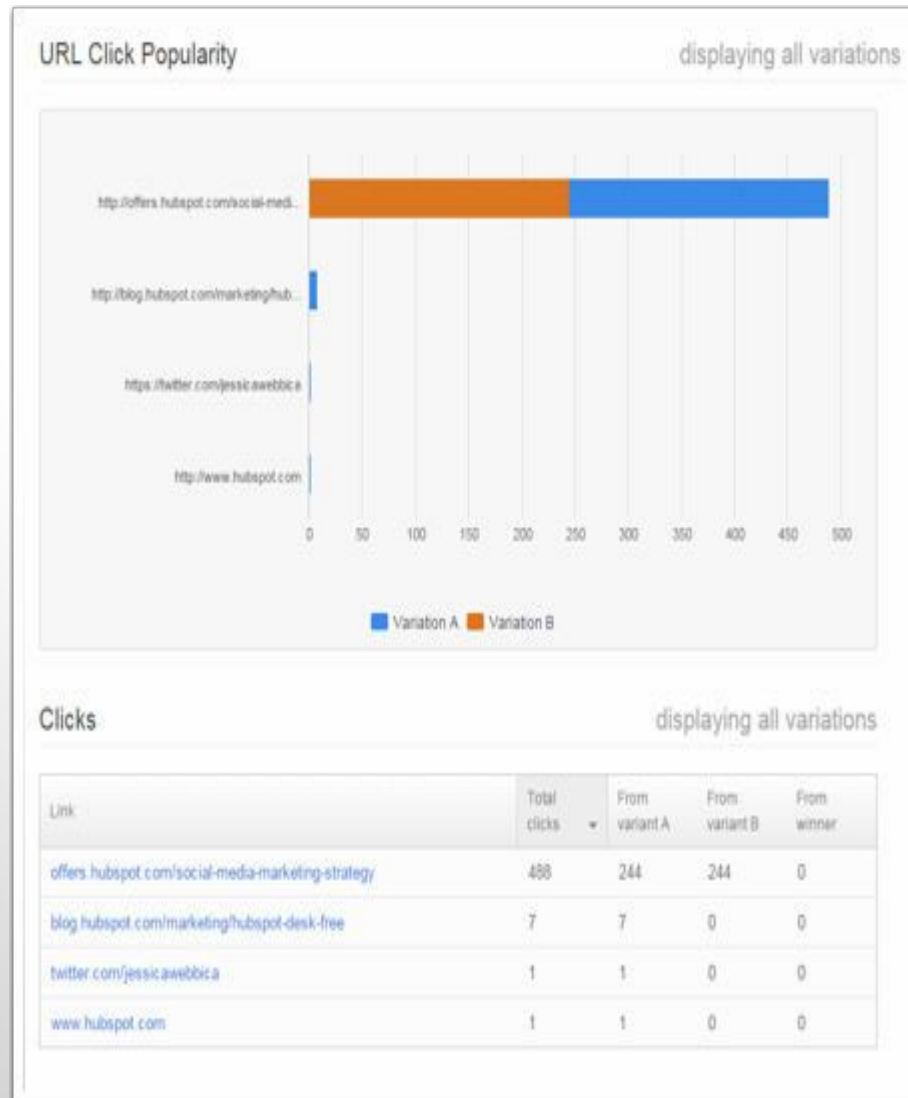 URL Click Popularity displaying all variations
http://offers.hubspot.com/social-medi...
http://blog.hubspot.com/marketing/hub...
https://twitter.com/jessicawebbica
http://www.hubspot.com
0 50 100 150 200 250 300 350 400 450 500
Variation A Variation B
Clicks displaying all variations
Link Total clicks From variant A From variant B From winner
offers.hubspot.com/social-media-marketing-strategy 488 244 244 0
blog.hubspot.com/marketing/hubspot-desk-free 7 7 0 0
twitter.com/jessicawebbica 1 1 0 0
www.hubspot.com 1 1 0 0